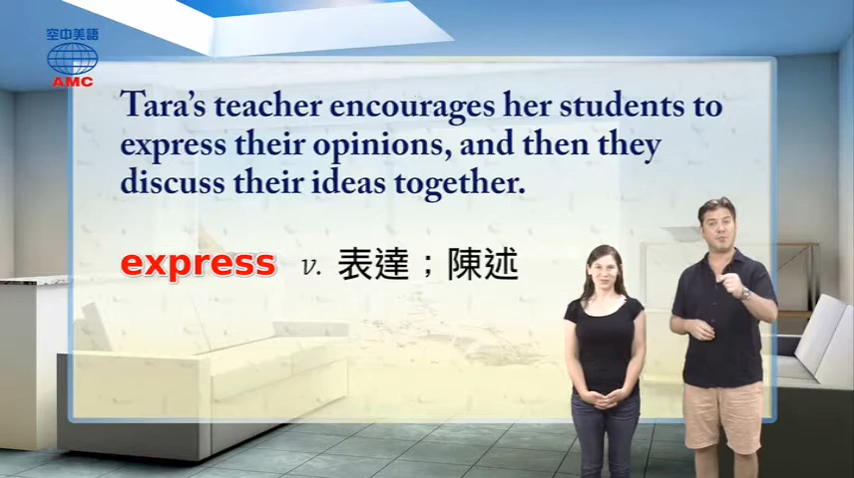 空中美語
AMC
Tara's teacher encourages her students to
express their opinions, and then they
discuss their ideas together.
express v. 表達；陳述